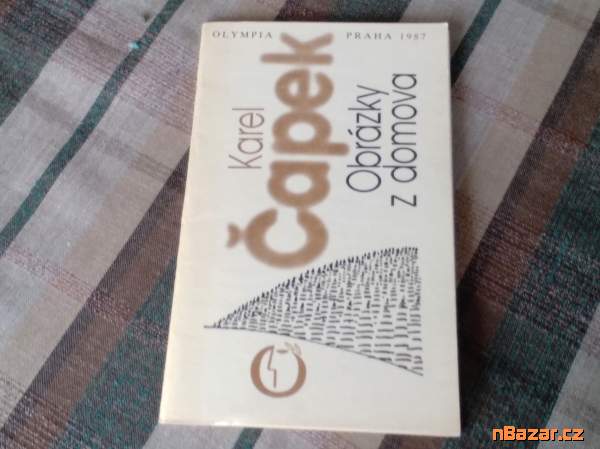 OLYMPIA PRAHA 1987
Karel
Čapek
Obrázky
z domova
nBazar.cz